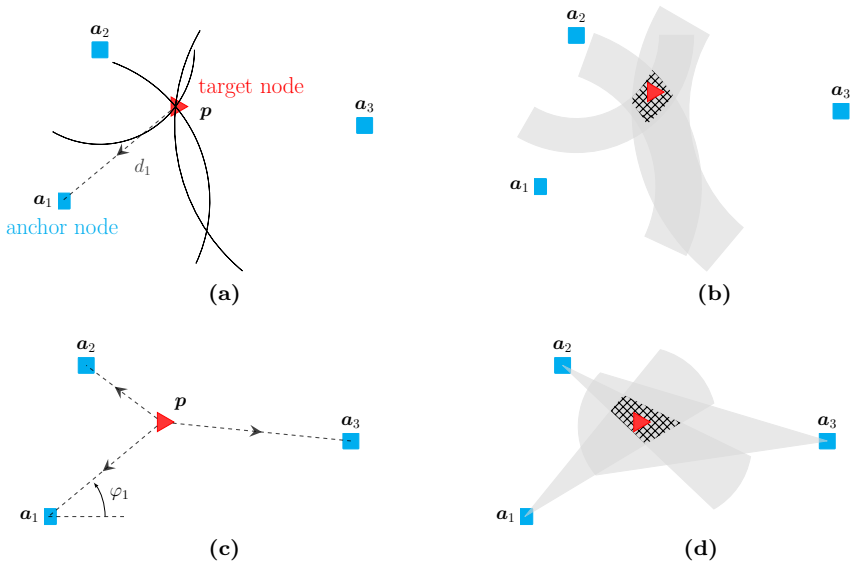 a₂
target node
p
a₃
d₁
a₁
anchor node
(a)
a₂
a₃
a₁
(b)
a₂
p
a₃
φ₁
a₁
(c)
a₂
a₃
a₁
(d)